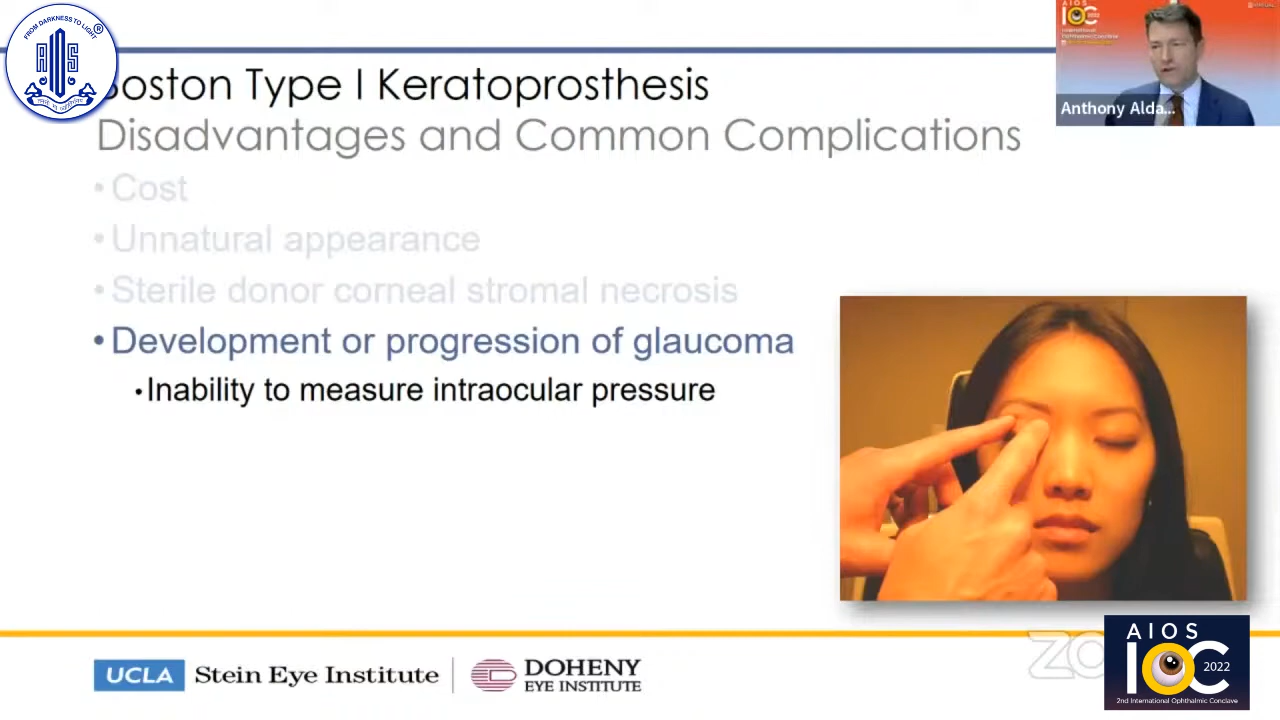 FROM DARKNESS TO LIGHT
AIOS
Boston Type I Keratoprosthesis
Disadvantages and Common Complications
• Cost
• Unnatural appearance
• Sterile donor corneal stromal necrosis
• Development or progression of glaucoma
• Inability to measure intraocular pressure
Anthony Alda...
UCLA Stein Eye Institute
DOHENY
EYE INSTITUTE
AIOS
IOC
2022
2nd International Ophthalmic Conclave